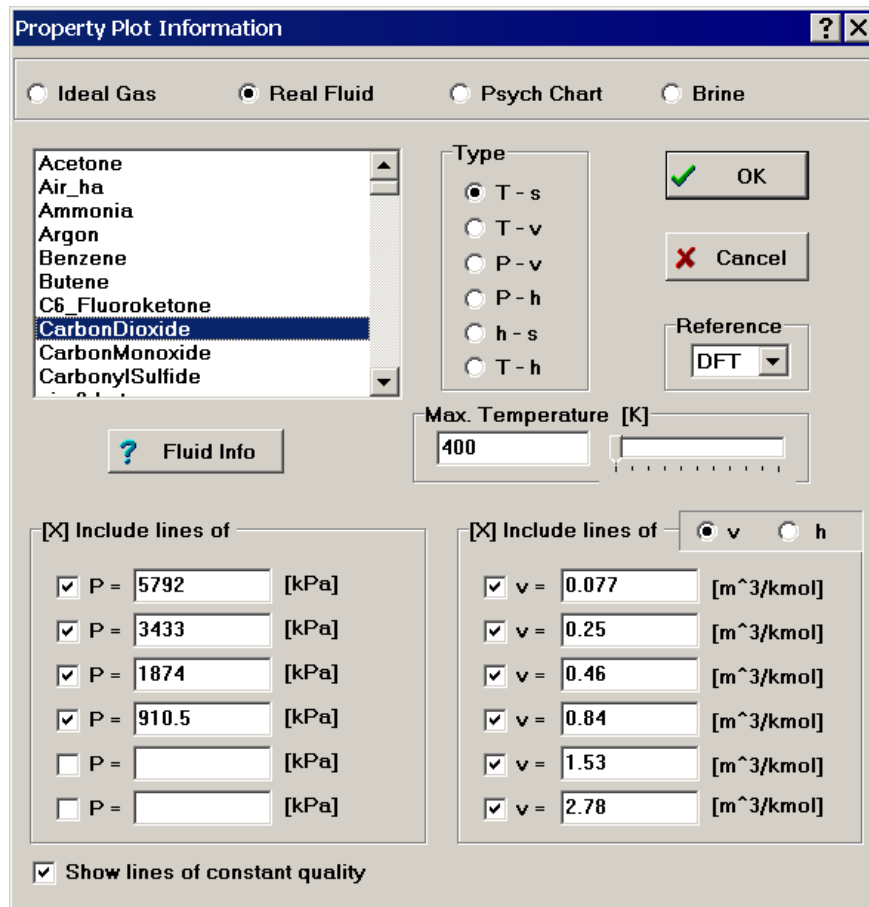 Property Plot Information
Ideal Gas Real Fluid Psych Chart Brine
Acetone
Air_ha
Ammonia
Argon
Benzene
Butene
C6_Fluoroketone
CarbonDioxide
CarbonMonoxide
CarbonylSulfide
Type
T - s
T - v
P - v
P - h
h - s
T - h
OK
Cancel
Reference
DFT
? Fluid Info
Max. Temperature [K]
400
[X] Include lines of
P = 5792 [kPa]
P = 3433 [kPa]
P = 1874 [kPa]
P = 910.5 [kPa]
P = [kPa]
P = [kPa]
[X] Include lines of v h
v = 0.077 [m^3/kmol]
v = 0.25 [m^3/kmol]
v = 0.46 [m^3/kmol]
v = 0.84 [m^3/kmol]
v = 1.53 [m^3/kmol]
v = 2.78 [m^3/kmol]
Show lines of constant quality